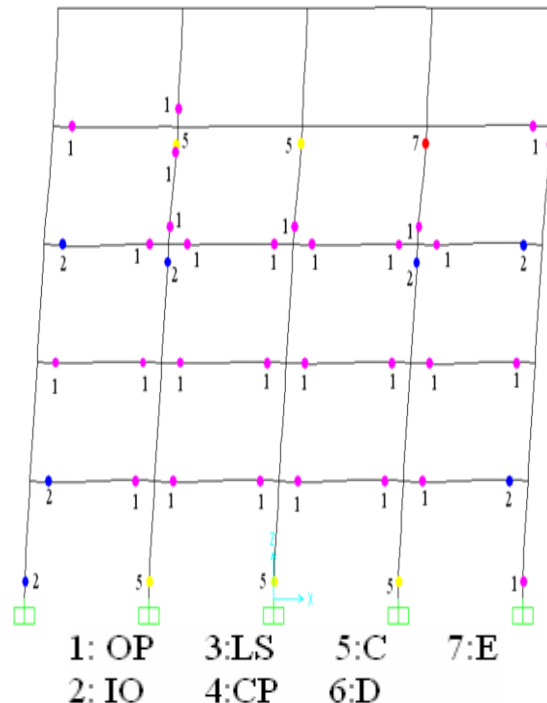 1
1 5 5 7 1
1
1 1 1
2 1 2 1 1 1 1 2 1 2
1 1 1 1 1 1 1 1
2 1 1 1 1 1 1 2
Z
2 5 5 5 1
X
1: OP 3:LS 5:C 7:E
2: IO 4:CP 6:D